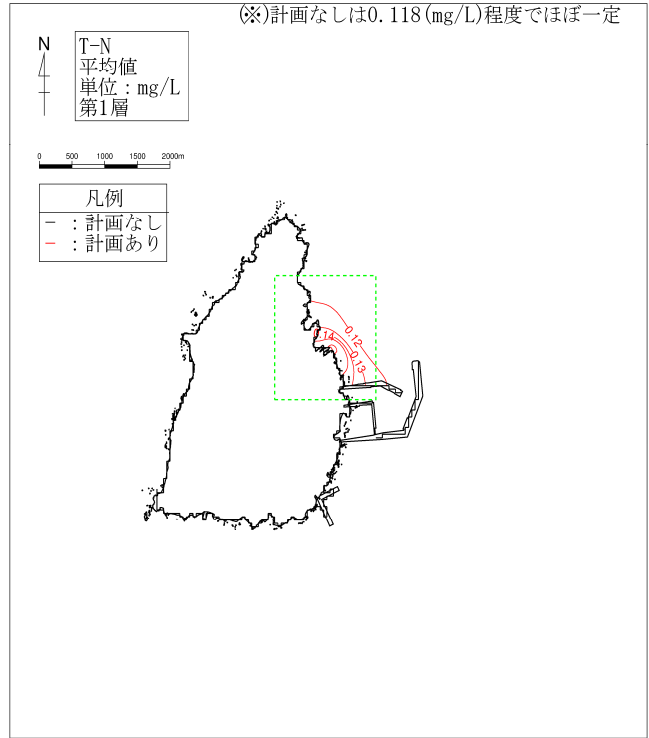 (※)計画なしは0.118(mg/L)程度でほぼ一定
N
T-N
平均値
単位：mg/L
第1層
0 500 1000 1500 2000m
凡例
－：計画なし
－：計画あり
0.12
0.14
0.13